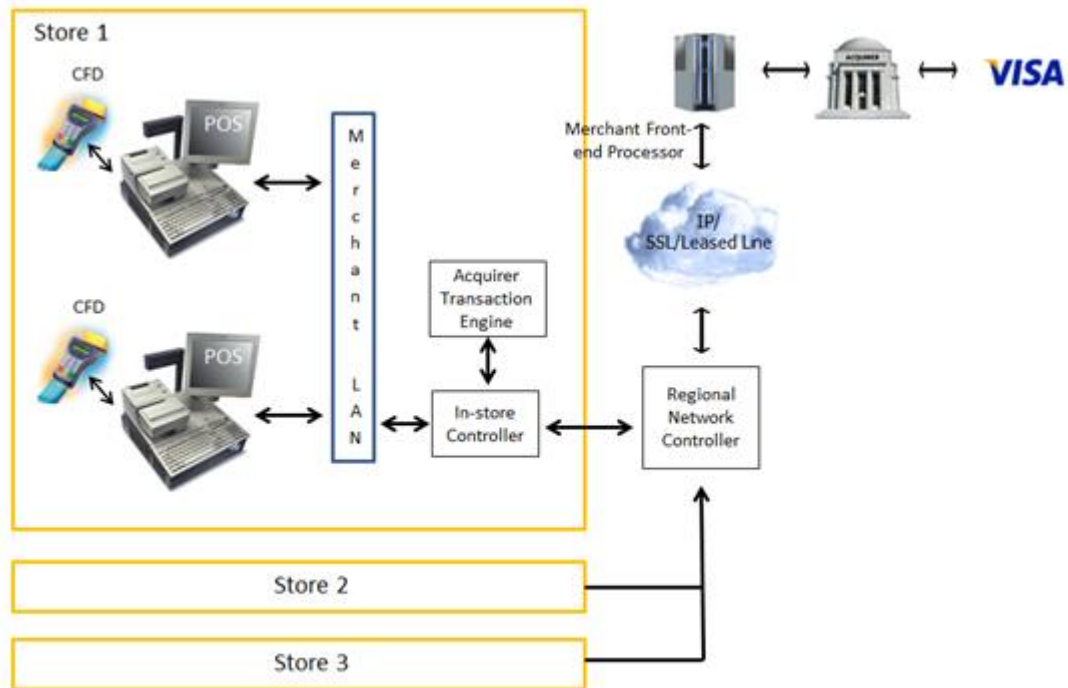 Store 1
CFD
POS
CFD
POS
M
e
r
c
h
a
n
t
L
A
N
Acquirer
Transaction
Engine
In-store
Controller
Regional
Network
Controller
IP/
SSL/Leased Line
Merchant Front-
end Processor
ACQUIRER
VISA
Store 2
Store 3